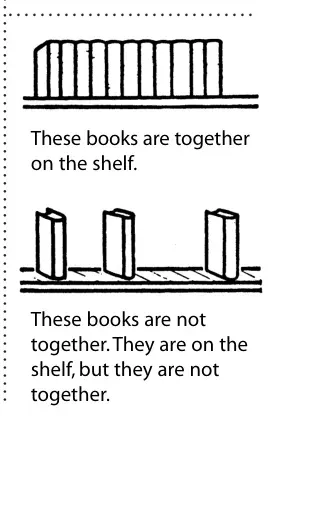 These books are together
on the shelf.
These books are not
together. They are on the
shelf, but they are not
together.